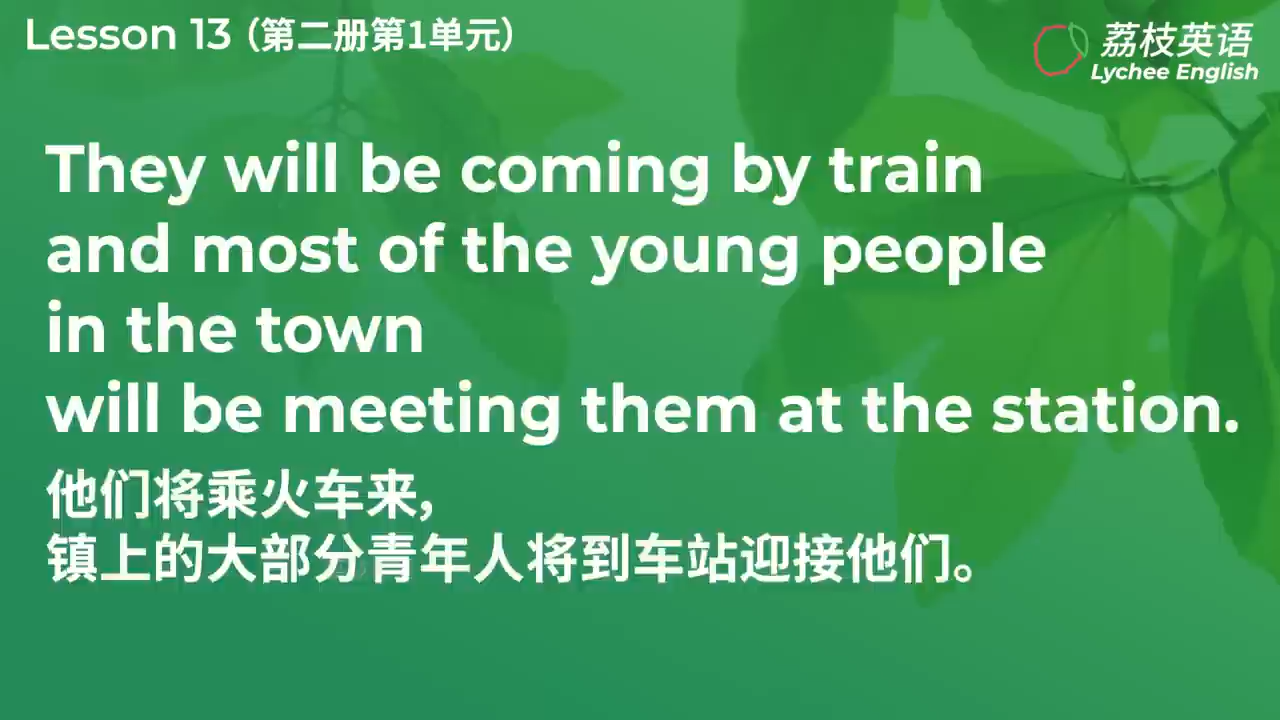 Lesson 13（第二册第1单元）
荔枝英语
Lychee English
They will be coming by train
and most of the young people
in the town
will be meeting them at the station.
他们将乘火车来,
镇上的大部分青年人将到车站迎接他们。